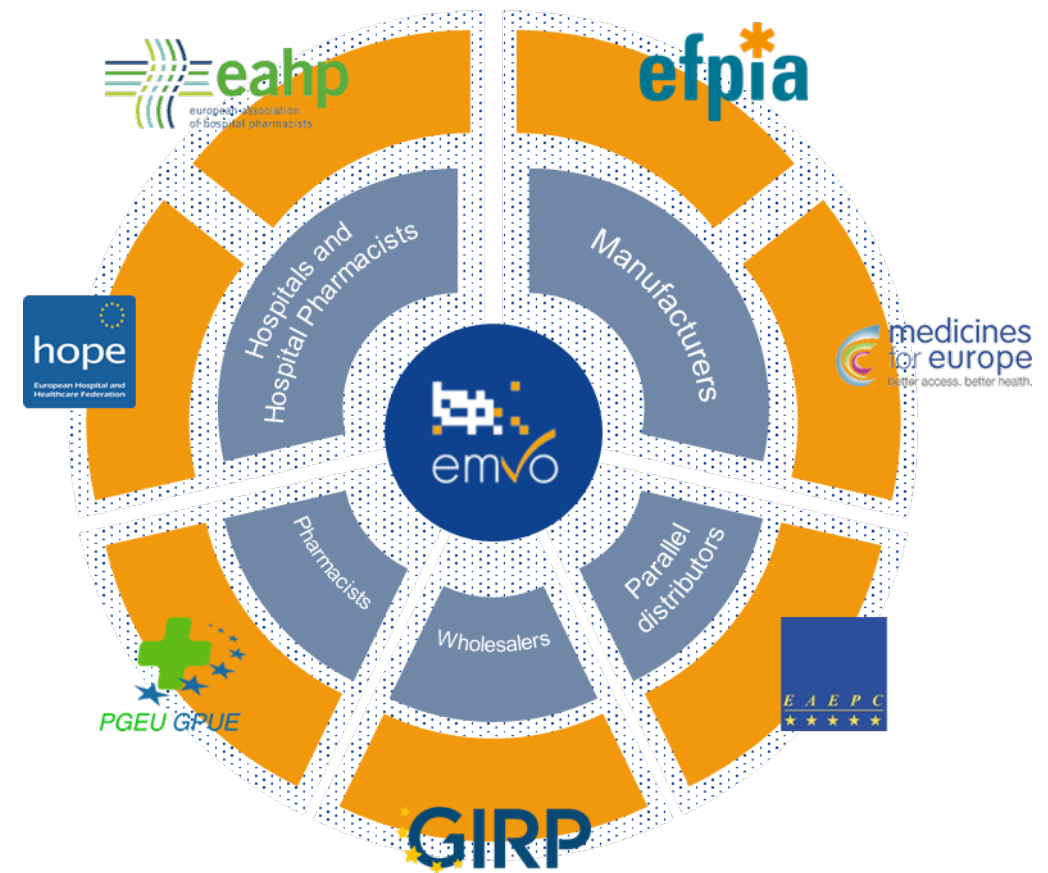 eahp
european association
of hospital pharmacists
efpia
Hospitals and
Hospital Pharmacists
Manufacturers
hope
European Hospital and
Healthcare Federation
medicines
for europe
better access. better health.
emvo
Pharmacists
Parallel
distributors
Wholesalers
PGEU GPUE
EAEPC
GIRP